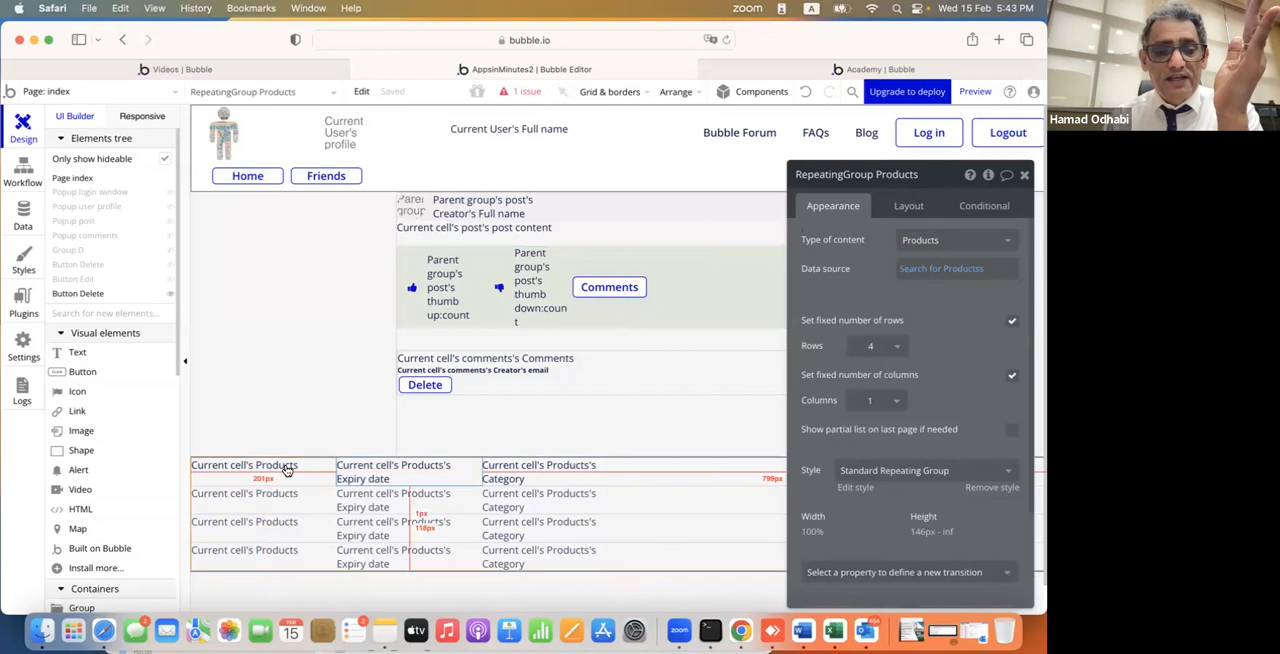 Safari File Edit View History Bookmarks Window Help
zoom A Wed 15 Feb 5:43 PM
bubble.io
Videos | Bubble
AppsinMinutes2 | Bubble Editor
Academy | Bubble
Page: index
RepeatingGroup Products
Edit Saved
1 issue
Grid & borders
Arrange
Components
Upgrade to deploy
Preview
Design
Workflow
Data
Styles
Plugins
Settings
Logs
UI Builder Responsive
Elements tree
Only show hideable
Page index
Popup login window
Popup user profile
Popup post
Popup comments
Group D
Button Delete
Button Edit
Button Delete
Search for new elements...
Visual elements
Text
Button
CLICK
Icon
Link
Image
Shape
Alert
Video
HTML
Map
Built on Bubble
Install more...
Containers
Group
Current
User's
profile
Current User's Full name
Bubble Forum FAQs Blog Log in Logout
Home Friends
Parent group's post's
Creator's Full name
Current cell's post's post content
Parent
group's
post's
thumb
up:count
Parent
group's
post's
thumb
down:coun
t
Comments
Current cell's comments's Comments
Current cell's comments's Creator's email
Delete
Current cell's Products Current cell's Products's Current cell's Products's
201px Expiry date Category 799px
Current cell's Products Current cell's Products's Current cell's Products's
Expiry date Category
1px
Current cell's Products Current cell's Products's Current cell's Products's
118px
Expiry date Category
Current cell's Products Current cell's Products's Current cell's Products's
Expiry date Category
RepeatingGroup Products
Appearance Layout Conditional
Type of content Products
Data source Search for Productss
Set fixed number of rows
Rows 4
Set fixed number of columns
Columns 1
Show partial list on last page if needed
Style Standard Repeating Group
Edit style Remove style
Width Height
100% 146px - inf
Select a property to define a new transition
Hamad Odhabi
FEB
15
tv
zoom